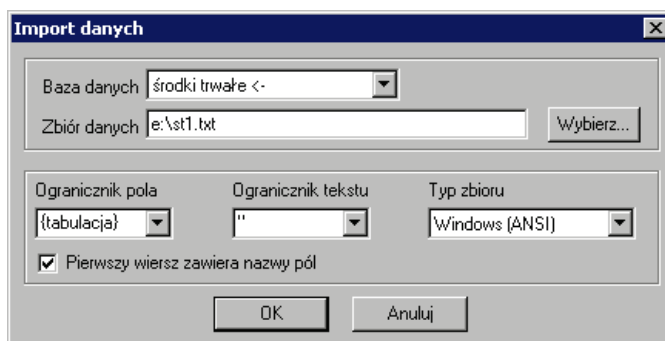 Import danych
Baza danych środki trwałe <-
Zbiór danych e:\st1.txt Wybierz...
Ogranicznik pola Ogranicznik tekstu Typ zbioru
{tabulacja} " Windows (ANSI)
Pierwszy wiersz zawiera nazwy pól
OK Anuluj